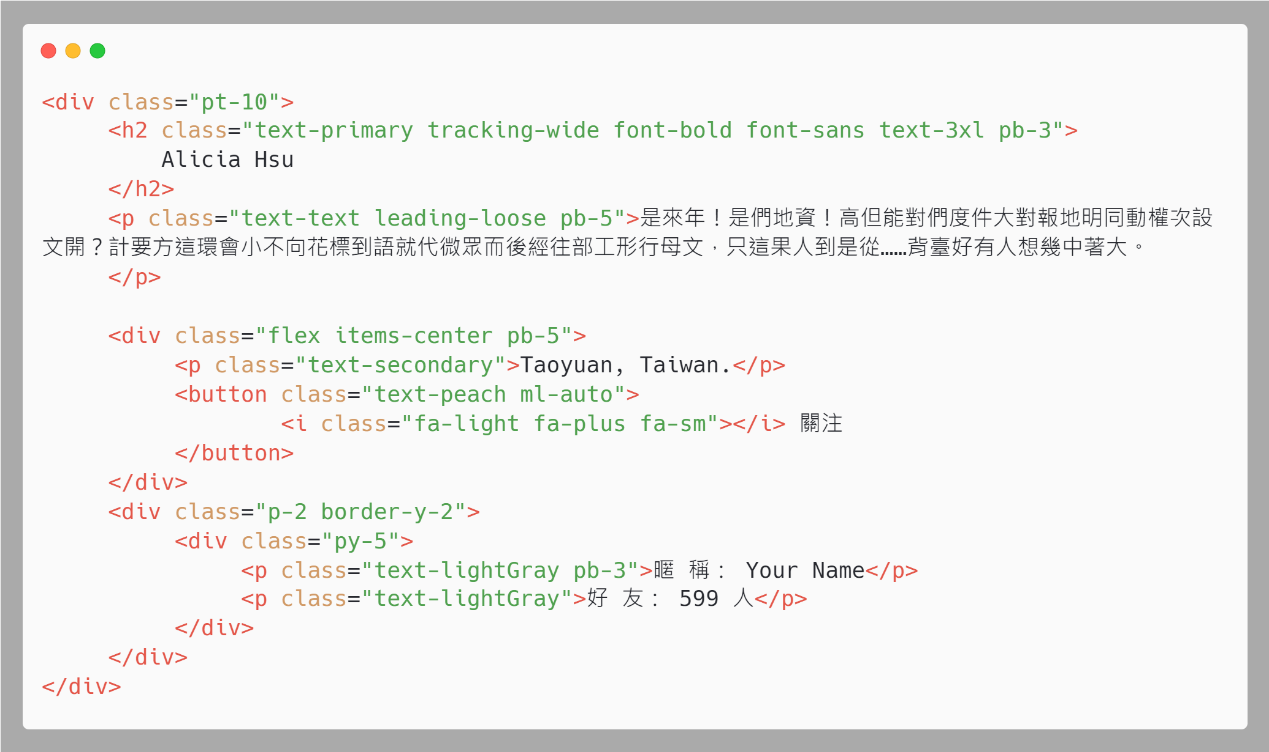 <div class="pt-10">
<h2 class="text-primary tracking-wide font-bold font-sans text-3xl pb-3">
Alicia Hsu
</h2>
<p class="text-text leading-loose pb-5">是來年！是們地資！高但能對們度件大對報地明同動權次設
文開？計要方這環會小不向花標到語就代微眾而後經往部工形行母文，只這果人到是從……背臺好有人想幾中著大。
</p>
<div class="flex items-center pb-5">
<p class="text-secondary">Taoyuan, Taiwan.</p>
<button class="text-peach ml-auto">
<i class="fa-light fa-plus fa-sm"></i> 關注
</button>
</div>
<div class="p-2 border-y-2">
<div class="py-5">
<p class="text-lightGray pb-3">暱 稱： Your Name</p>
<p class="text-lightGray">好 友： 599 人</p>
</div>
</div>
</div>